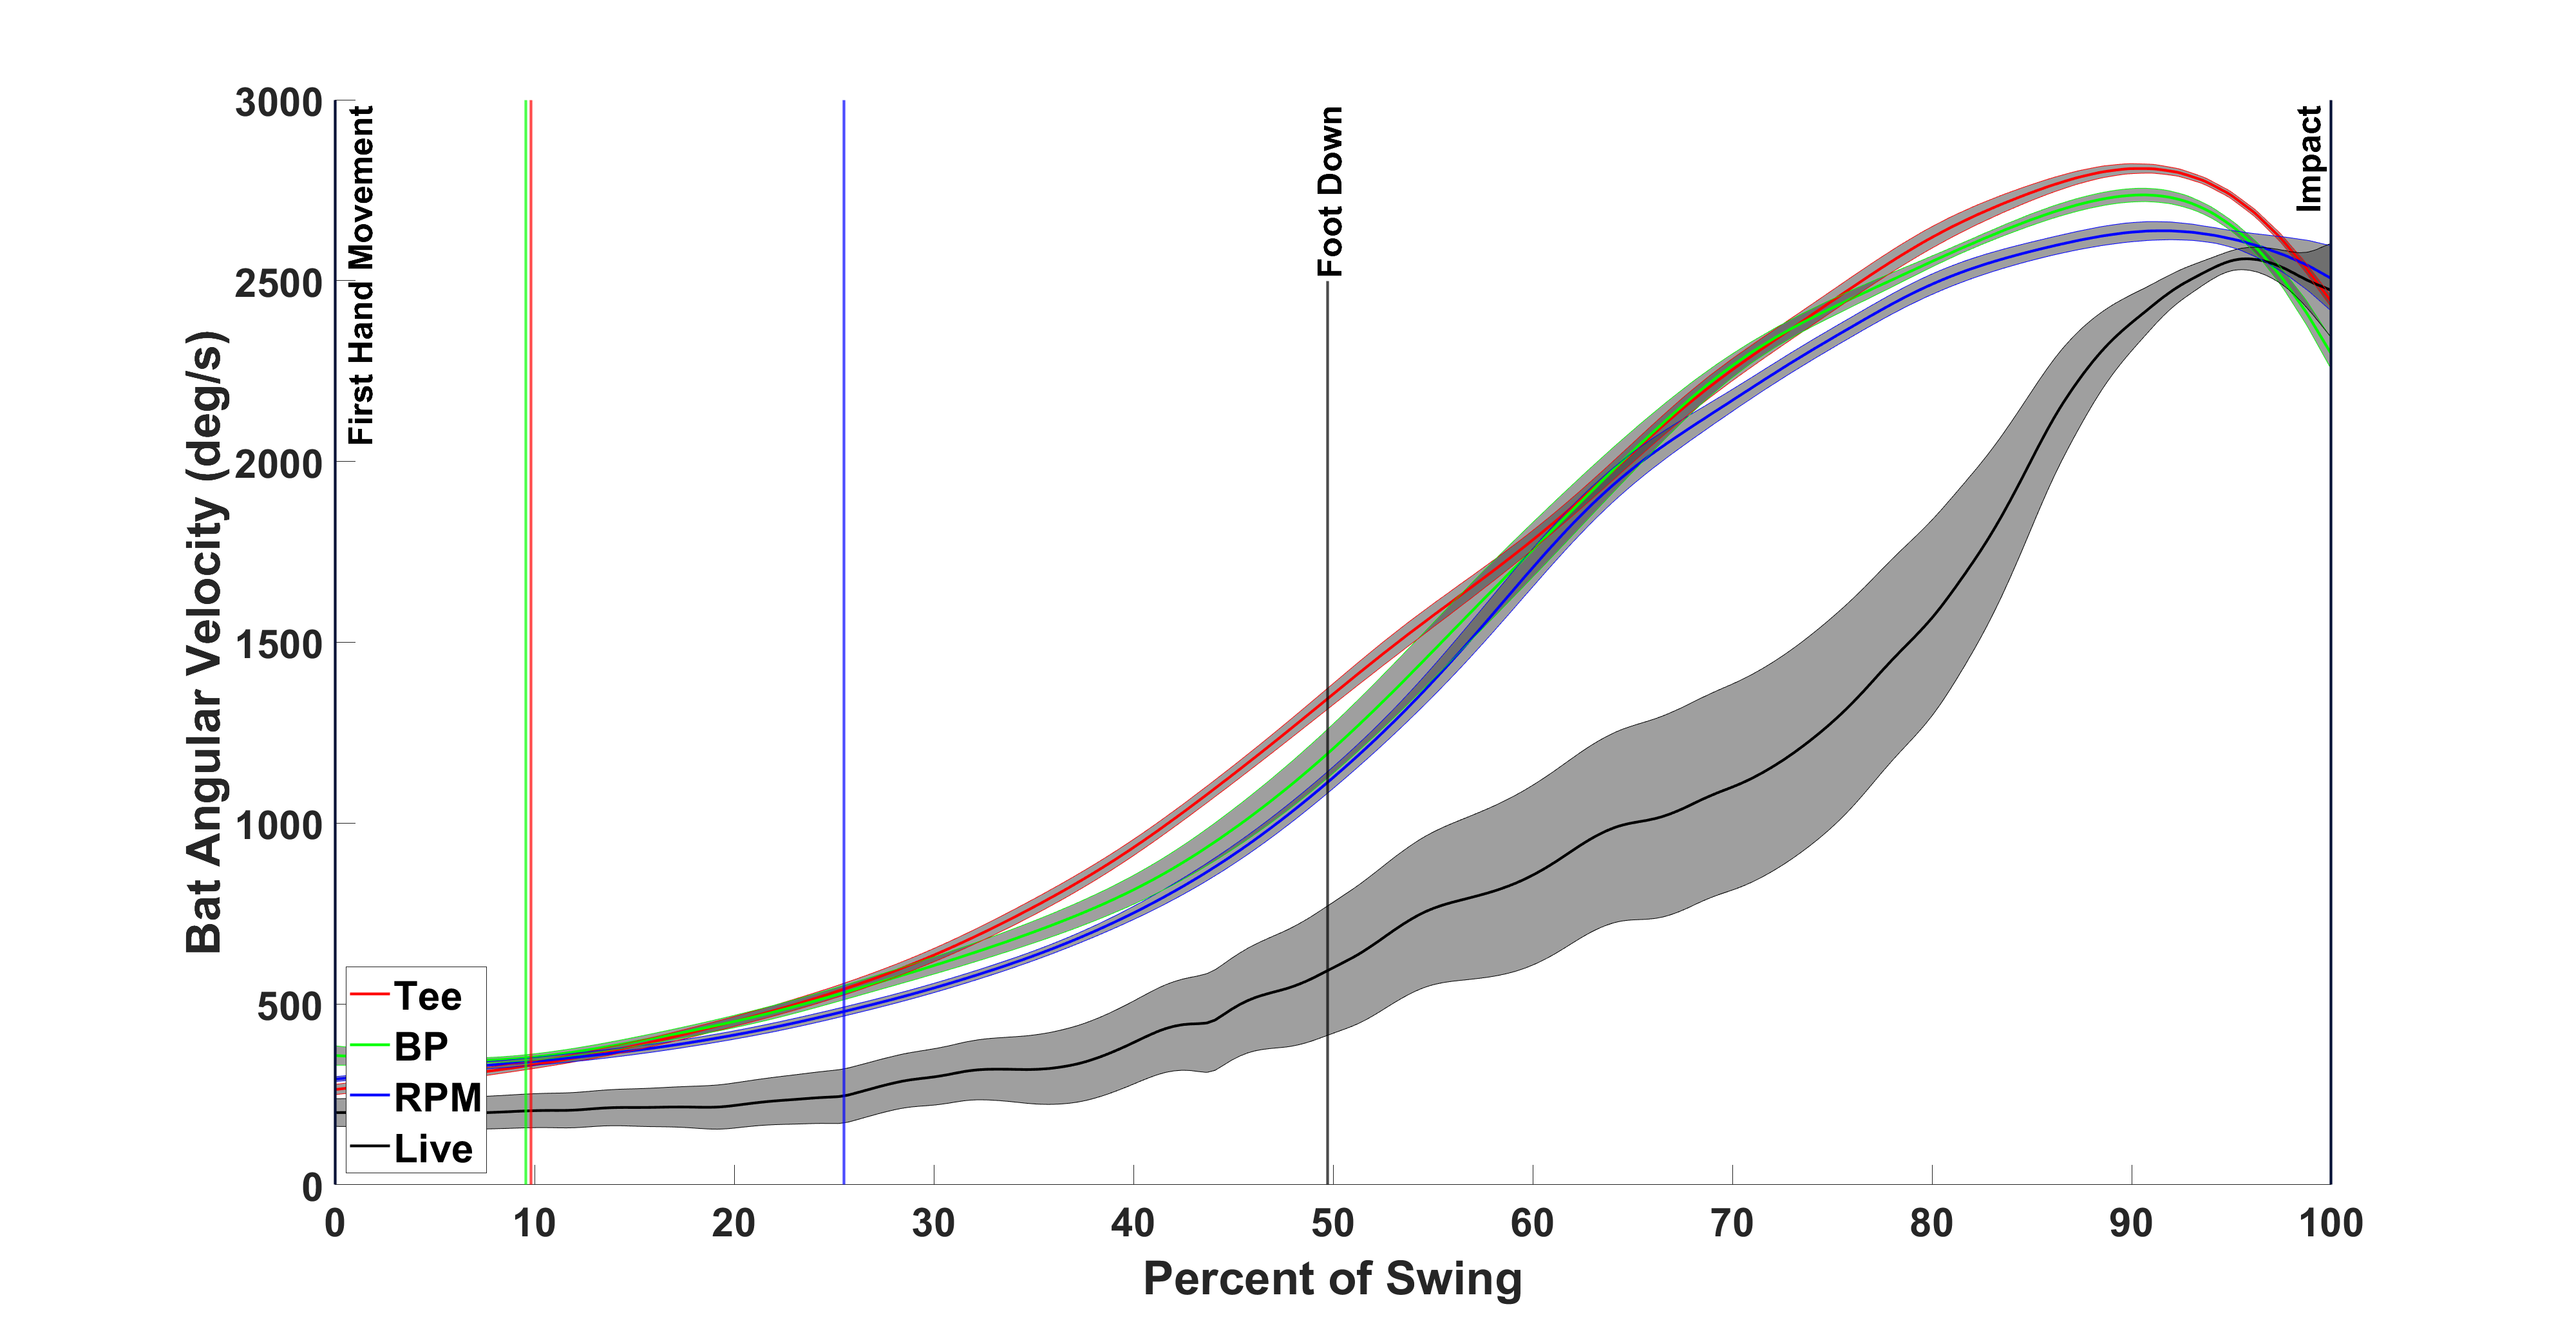 3000
2500
2000
1500
1000
500
0
Bat Angular Velocity (deg/s)
First Hand Movement
Foot Down
Impact
Tee
BP
RPM
Live
0 10 20 30 40 50 60 70 80 90 100
Percent of Swing